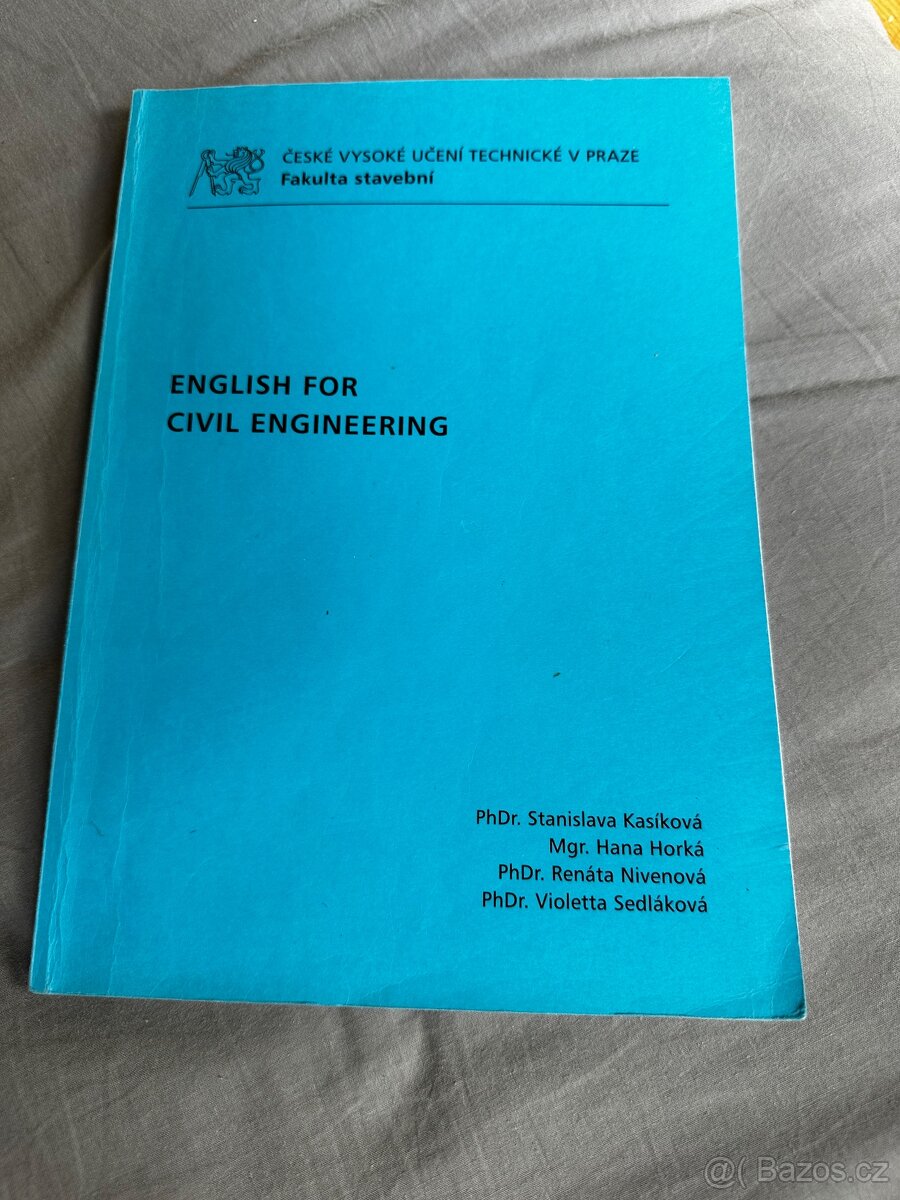 ČESKÉ VYSOKÉ UČENÍ TECHNICKÉ V PRAZE
Fakulta stavební
ENGLISH FOR
CIVIL ENGINEERING
PhDr. Stanislava Kasíková
Mgr. Hana Horká
PhDr. Renáta Nivenová
PhDr. Violetta Sedláková
@( Bazos.cz